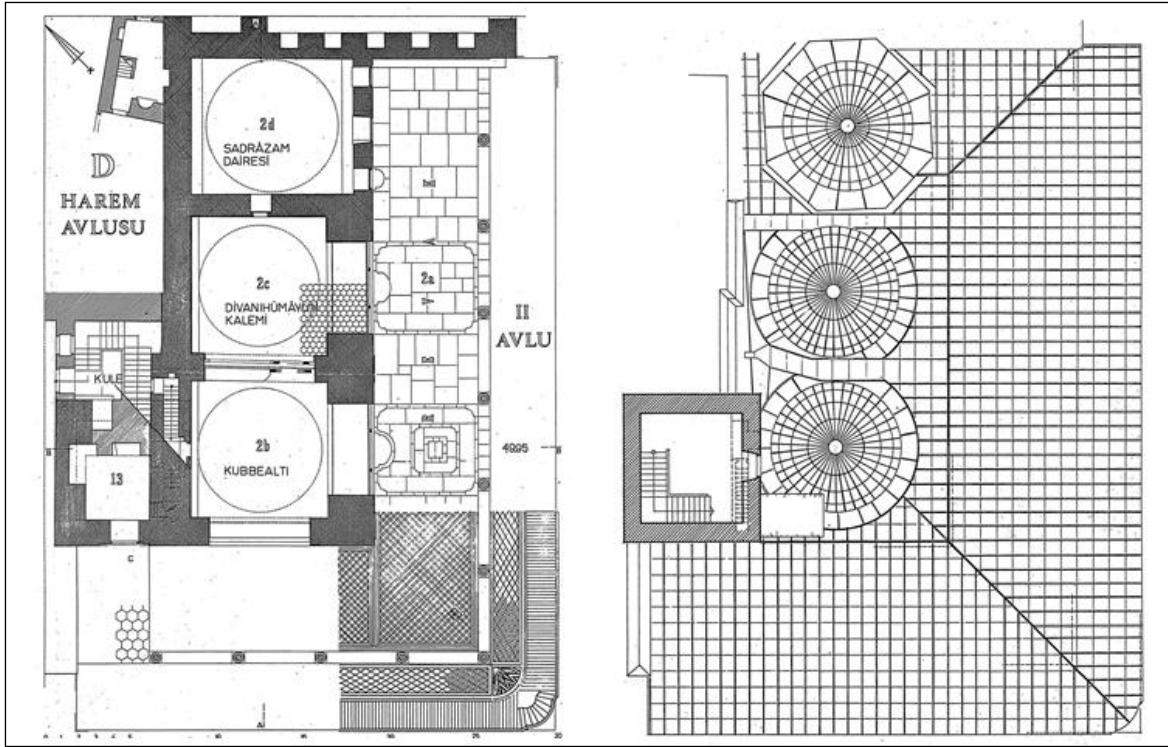 2d
SADRÂZAM
DAİRESİ
D
HAREM
AVLUSU
2c
DİVANIHÜMÂYUN
KALEMİ
2a
II
AVLU
KULE
2b
KUBBEALTI
13
4995
C
A